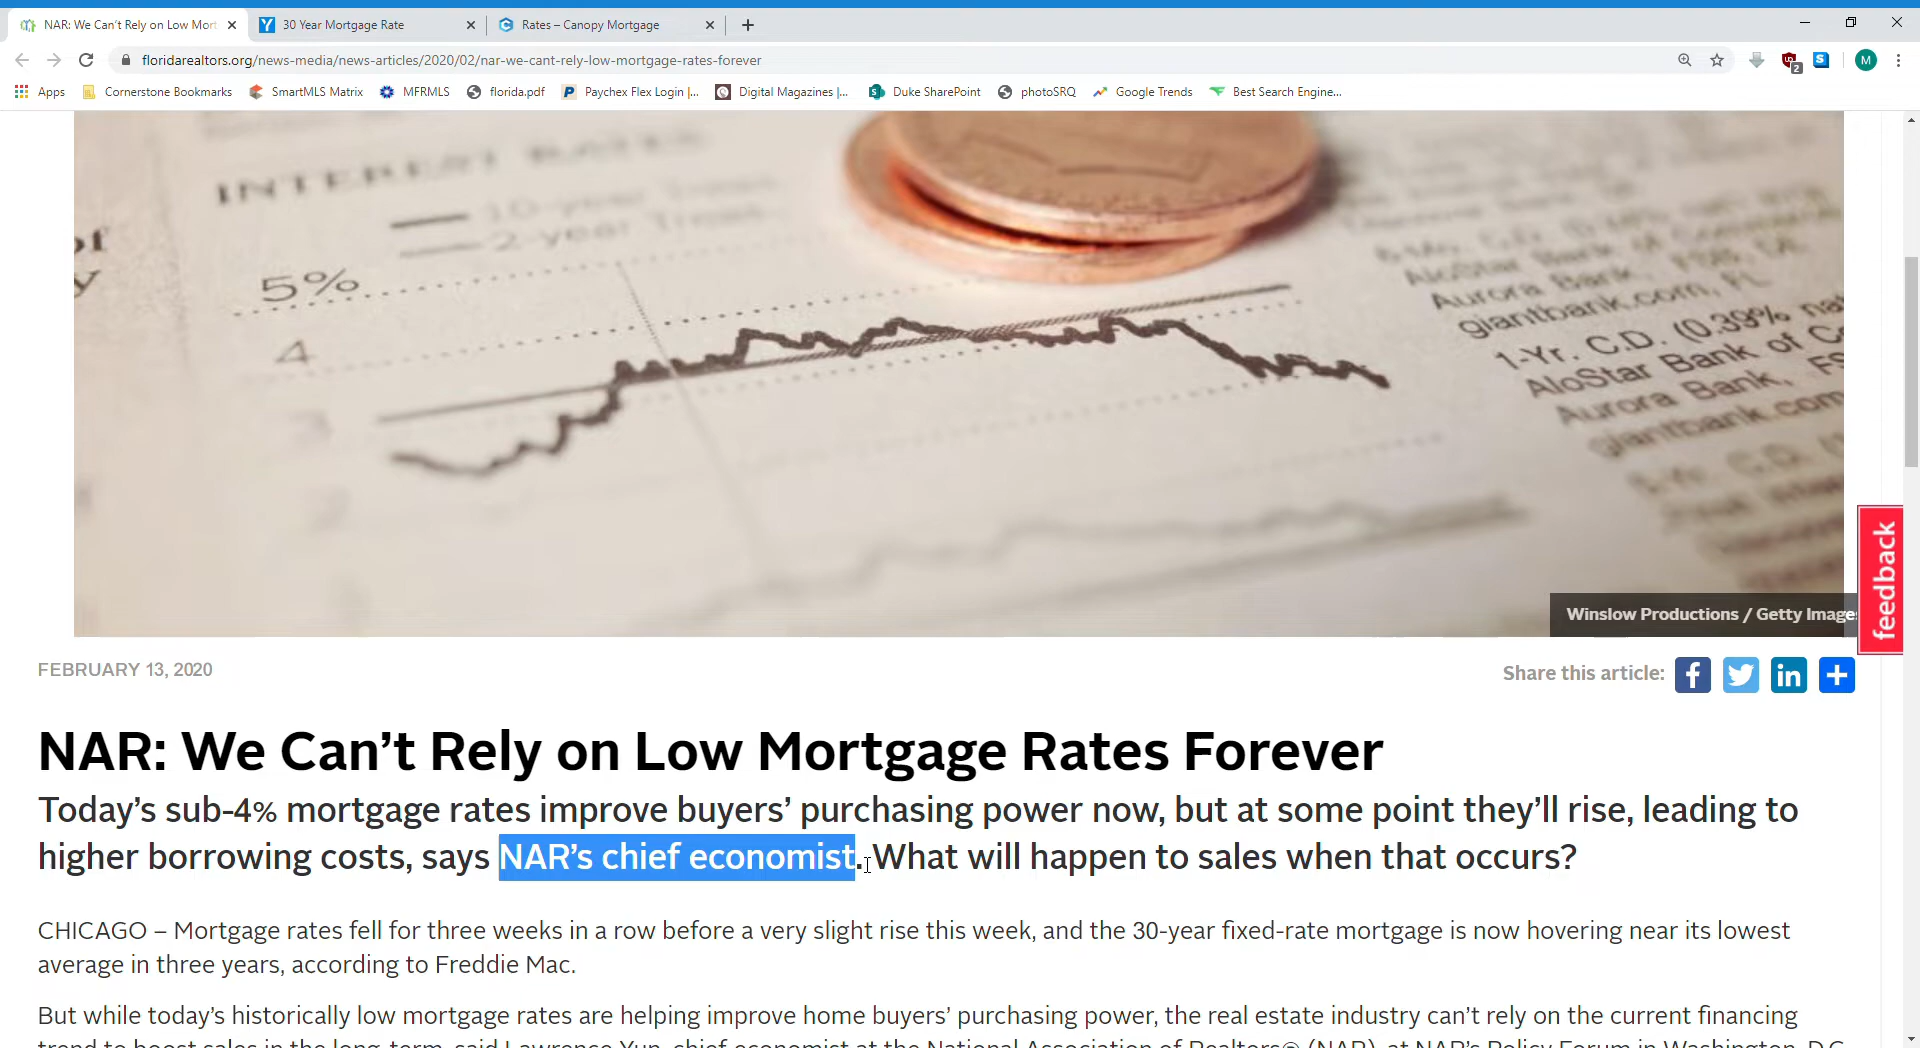 NAR: We Can't Rely on Low Mort
30 Year Mortgage Rate
Rates – Canopy Mortgage
floridarealtors.org/news-media/news-articles/2020/02/nar-we-cant-rely-low-mortgage-rates-forever
2
M
Apps Cornerstone Bookmarks SmartMLS Matrix MFRMLS florida.pdf Paychex Flex Login |... Digital Magazines |... Duke SharePoint photoSRQ Google Trends Best Search Engine...
INTEREST RATES
10-year Treas
2-year Treas
of
y
5%
4
3
2
AloStar Bank of
Aurora Bank, FSB,
giantbank.com, FL
1-Yr. C.D. (0.39% nat
AloStar Bank of Co
Aurora Bank, FS
giantbank.com
feedback
Winslow Productions / Getty Image
FEBRUARY 13, 2020
Share this article:
NAR: We Can’t Rely on Low Mortgage Rates Forever
Today’s sub-4% mortgage rates improve buyers’ purchasing power now, but at some point they’ll rise, leading to
higher borrowing costs, says NAR’s chief economist. What will happen to sales when that occurs?
CHICAGO – Mortgage rates fell for three weeks in a row before a very slight rise this week, and the 30-year fixed-rate mortgage is now hovering near its lowest
average in three years, according to Freddie Mac.
But while today’s historically low mortgage rates are helping improve home buyers’ purchasing power, the real estate industry can’t rely on the current financing
trend to boost sales in the long-term, said Lawrence Yun, chief economist at the National Association of Realtors® (NAR), at NAR’s Policy Forum in Washington, D.C.